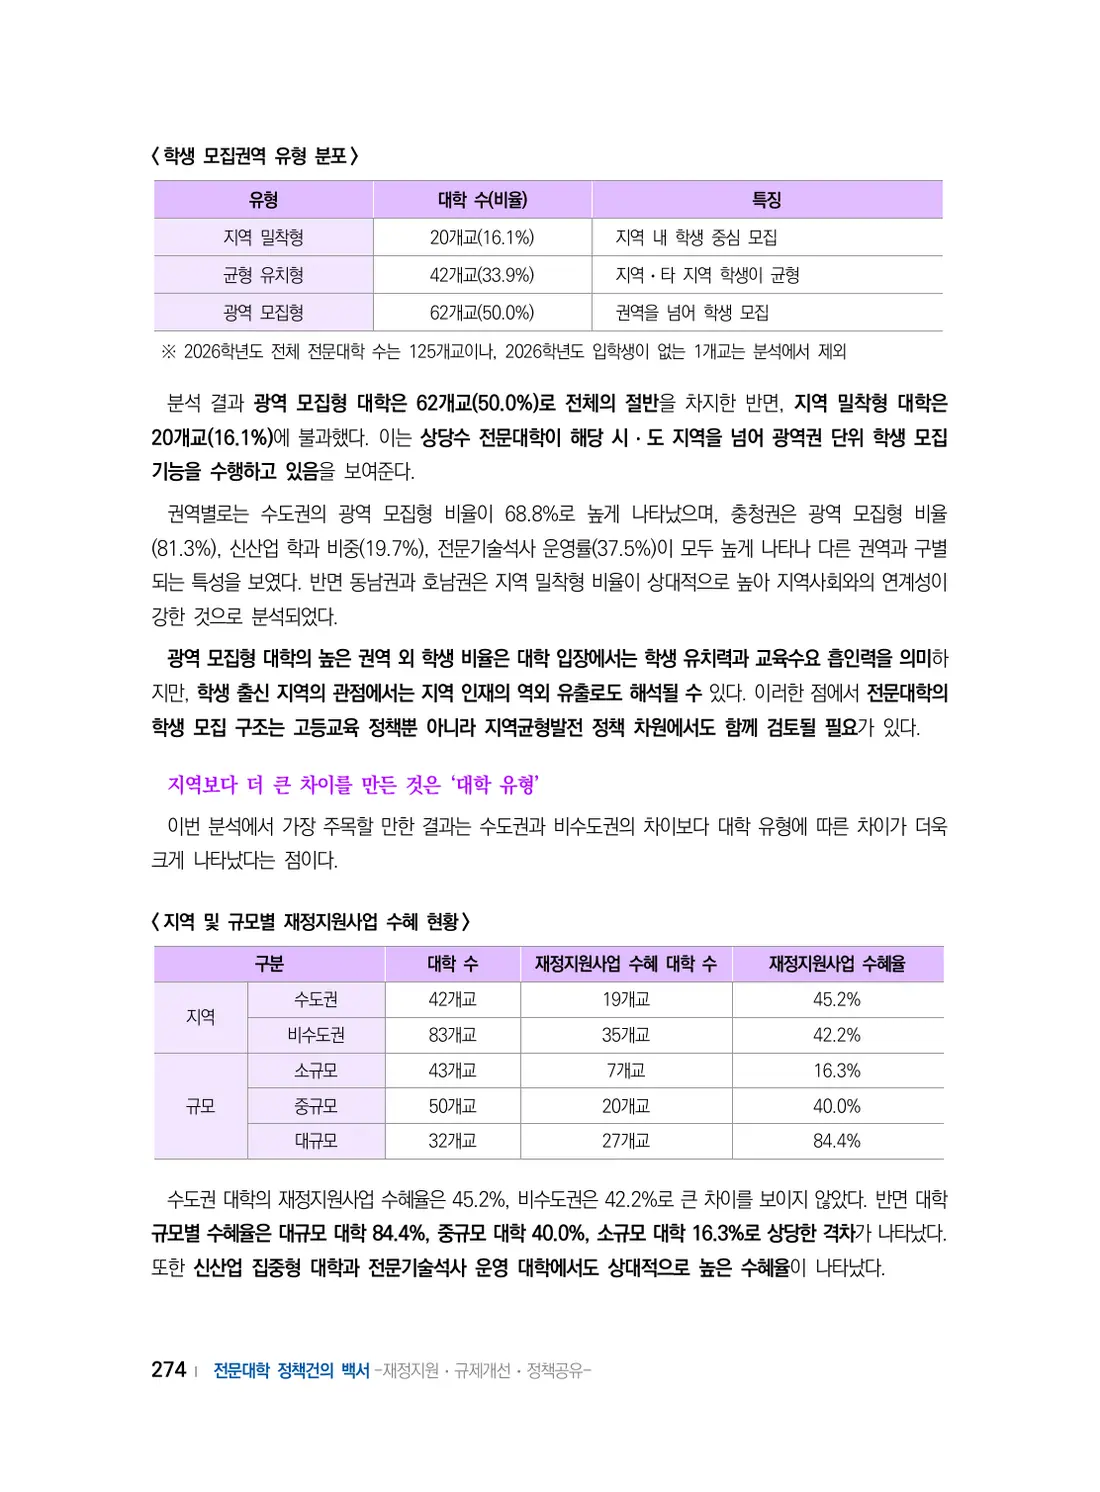 < 학생 모집권역 유형 분포 >
유형 대학 수(비율) 특징
지역 밀착형 20개교(16.1%) 지역 내 학생 중심 모집
균형 유치형 42개교(33.9%) 지역·타 지역 학생이 균형
광역 모집형 62개교(50.0%) 권역을 넘어 학생 모집
※ 2026학년도 전체 전문대학 수는 125개교이나, 2026학년도 입학생이 없는 1개교는 분석에서 제외
분석 결과 광역 모집형 대학은 62개교(50.0%)로 전체의 절반을 차지한 반면, 지역 밀착형 대학은
20개교(16.1%)에 불과했다. 이는 상당수 전문대학이 해당 시·도 지역을 넘어 광역권 단위 학생 모집
기능을 수행하고 있음을 보여준다.
권역별로는 수도권의 광역 모집형 비율이 68.8%로 높게 나타났으며, 충청권은 광역 모집형 비율
(81.3%), 신산업 학과 비중(19.7%), 전문기술석사 운영률(37.5%)이 모두 높게 나타나 다른 권역과 구별
되는 특성을 보였다. 반면 동남권과 호남권은 지역 밀착형 비율이 상대적으로 높아 지역사회와의 연계성이
강한 것으로 분석되었다.
광역 모집형 대학의 높은 권역 외 학생 비율은 대학 입장에서는 학생 유치력과 교육수요 흡인력을 의미하
지만, 학생 출신 지역의 관점에서는 지역 인재의 역외 유출로도 해석될 수 있다. 이러한 점에서 전문대학의
학생 모집 구조는 고등교육 정책뿐 아니라 지역균형발전 정책 차원에서도 함께 검토될 필요가 있다.
지역보다 더 큰 차이를 만든 것은 ‘대학 유형’
이번 분석에서 가장 주목할 만한 결과는 수도권과 비수도권의 차이보다 대학 유형에 따른 차이가 더욱
크게 나타났다는 점이다.
< 지역 및 규모별 재정지원사업 수혜 현황 >
구분 대학 수 재정지원사업 수혜 대학 수 재정지원사업 수혜율
지역 수도권 42개교 19개교 45.2%
비수도권 83개교 35개교 42.2%
규모 소규모 43개교 7개교 16.3%
중규모 50개교 20개교 40.0%
대규모 32개교 27개교 84.4%
수도권 대학의 재정지원사업 수혜율은 45.2%, 비수도권은 42.2%로 큰 차이를 보이지 않았다. 반면 대학
규모별 수혜율은 대규모 대학 84.4%, 중규모 대학 40.0%, 소규모 대학 16.3%로 상당한 격차가 나타났다.
또한 신산업 집중형 대학과 전문기술석사 운영 대학에서도 상대적으로 높은 수혜율이 나타났다.
274 | 전문대학 정책건의 백서 -재정지원·규제개선·정책공유-